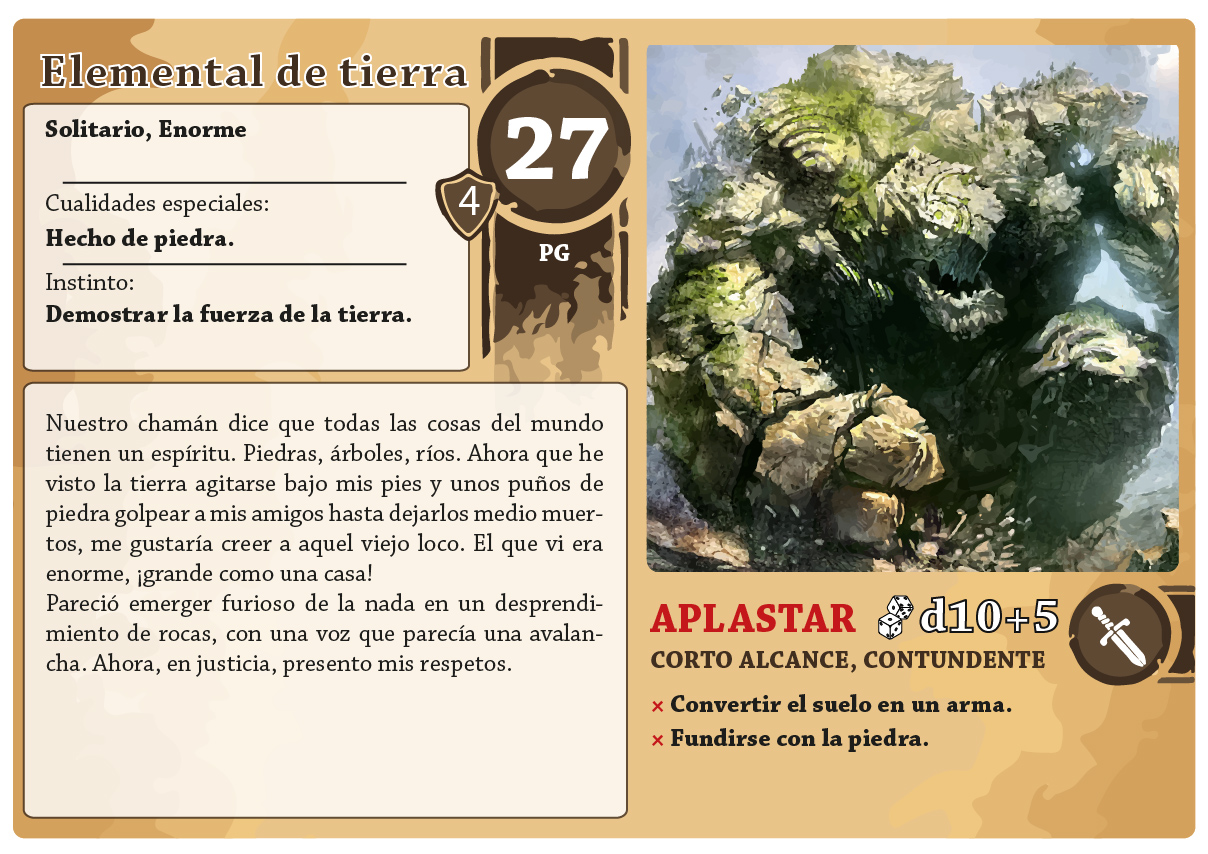 Elemental de tierra
Solitario, Enorme
Cualidades especiales:
Hecho de piedra.
Instinto:
Demostrar la fuerza de la tierra.
27
4
PG
Nuestro chamán dice que todas las cosas del mundo
tienen un espíritu. Piedras, árboles, ríos. Ahora que he
visto la tierra agitarse bajo mis pies y unos puños de
piedra golpear a mis amigos hasta dejarlos medio muer-
tos, me gustaría creer a aquel viejo loco. El que vi era
enorme, ¡grande como una casa!
Pareció emerger furioso de la nada en un desprendi-
miento de rocas, con una voz que parecía una avalan-
cha. Ahora, en justicia, presento mis respetos.
APLASTAR d10+5
CORTO ALCANCE, CONTUNDENTE
× Convertir el suelo en un arma.
× Fundirse con la piedra.